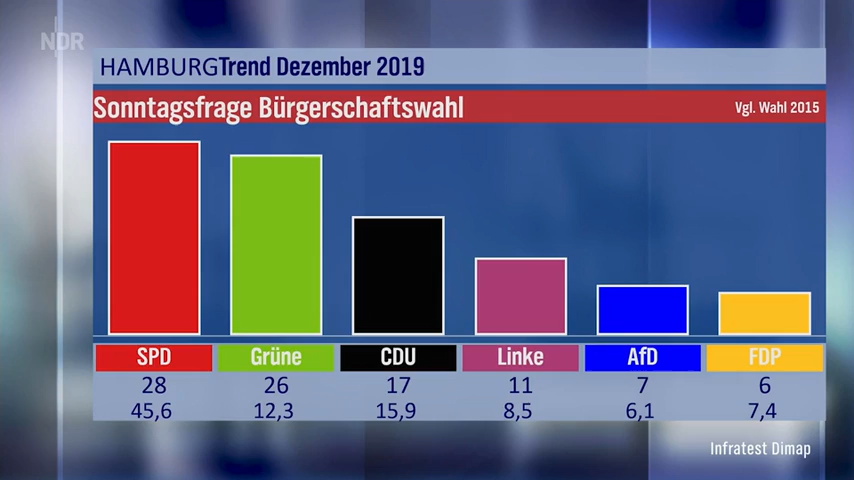 NDR
HAMBURGTrend Dezember 2019
Sonntagsfrage Bürgerschaftswahl Vgl. Wahl 2015
SPD Grüne CDU Linke AfD FDP
28 26 17 11 7 6
45,6 12,3 15,9 8,5 6,1 7,4
Infratest Dimap